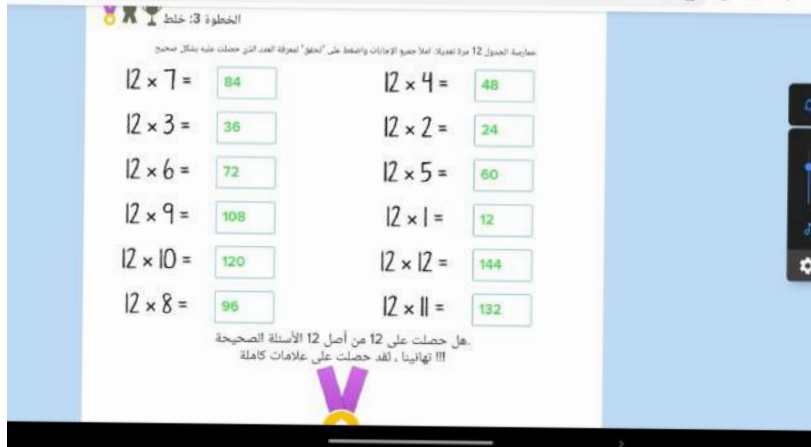 الخطوة 3: خلط
ممارسة الجدول 12 مرة تعديلا. املأ جميع الإجابات واضغط على "تحقق" لمعرفة العدد الذي حصلت عليه بشكل صحيح
12 × 7 = 84 12 × 4 = 48
12 × 3 = 36 12 × 2 = 24
12 × 6 = 72 12 × 5 = 60
12 × 9 = 108 12 × 1 = 12
12 × 10 = 120 12 × 12 = 144
12 × 8 = 96 12 × 11 = 132
هل حصلت على 12 من أصل 12 الأسئلة الصحيحة.
!!! تهانينا ، لقد حصلت على علامات كاملة